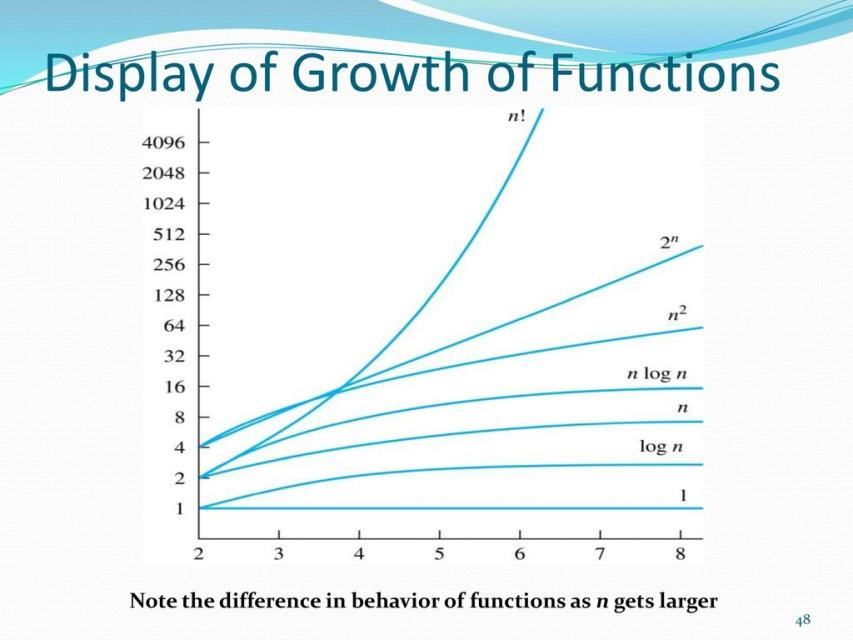 Display of Growth of Functions
n!
4096
2048
1024
512
256
128
64
32
16
8
4
2
1
2ⁿ
n²
n log n
n
log n
1
2 3 4 5 6 7 8
Note the difference in behavior of functions as n gets larger
48